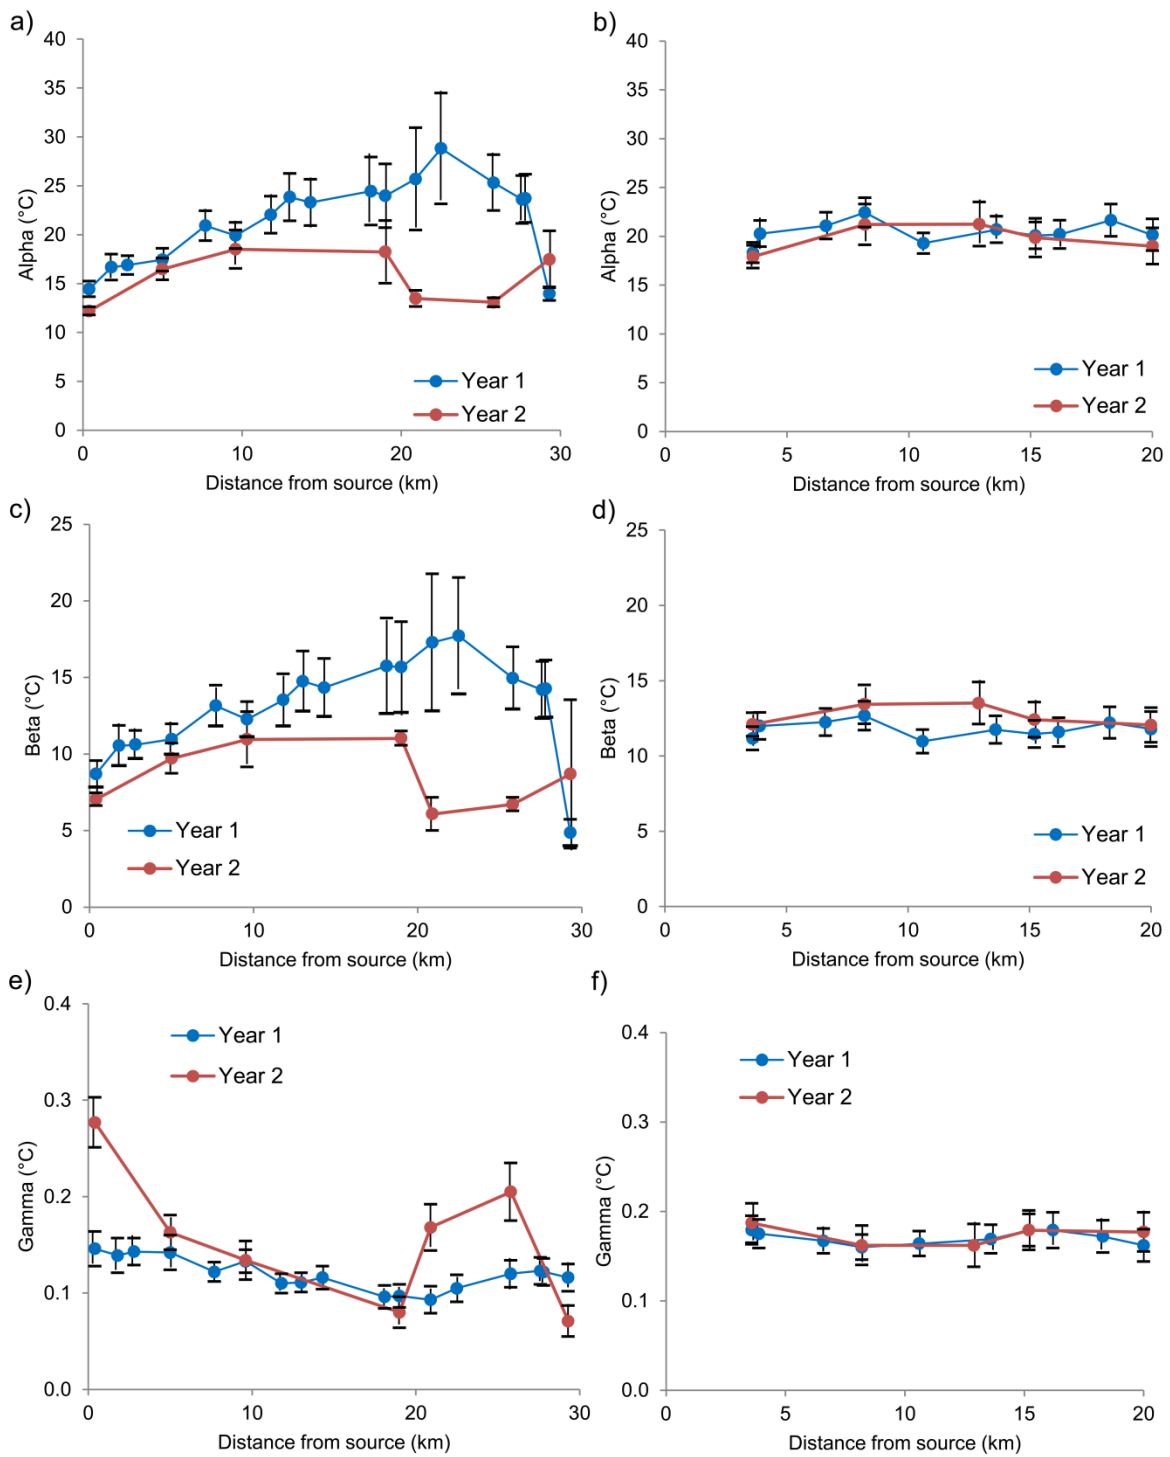 a)
40
35
30
25
20
15
10
5
0
Alpha (°C)
Year 1
Year 2
0 10 20 30
Distance from source (km)
b)
40
35
30
25
20
15
10
5
0
Alpha (°C)
Year 1
Year 2
0 5 10 15 20
Distance from source (km)
c)
25
20
15
10
5
0
Beta (°C)
Year 1
Year 2
0 10 20 30
Distance from source (km)
d)
25
20
15
10
5
0
Beta (°C)
Year 1
Year 2
0 5 10 15 20
Distance from source (km)
e)
0.4
0.3
0.2
0.1
0.0
Gamma (°C)
Year 1
Year 2
0 10 20 30
Distance from source (km)
f)
0.4
0.3
0.2
0.1
0.0
Gamma (°C)
Year 1
Year 2
0 5 10 15 20
Distance from source (km)